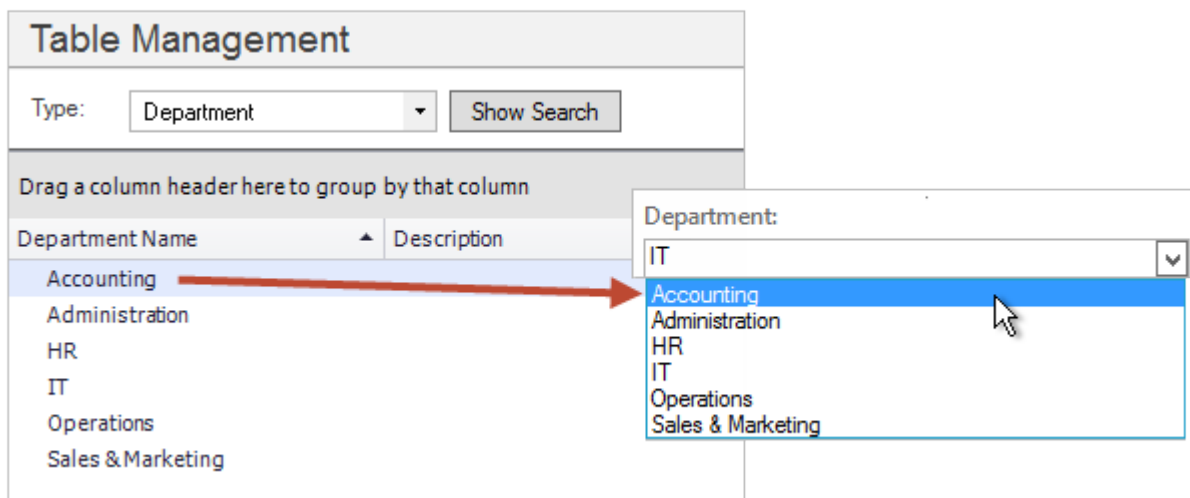 Table Management
Type: Department Show Search
Drag a column header here to group by that column
Department Name Description
Accounting
Administration
HR
IT
Operations
Sales & Marketing
Department:
IT
Accounting
Administration
HR
IT
Operations
Sales & Marketing